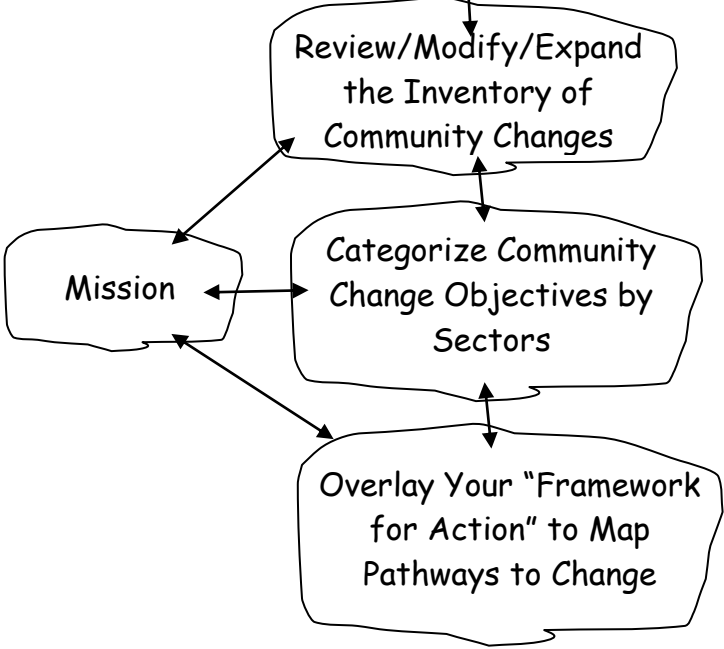 Review/Modify/Expand
the Inventory of
Community Changes
Mission
Categorize Community
Change Objectives by
Sectors
Overlay Your “Framework
for Action” to Map
Pathways to Change